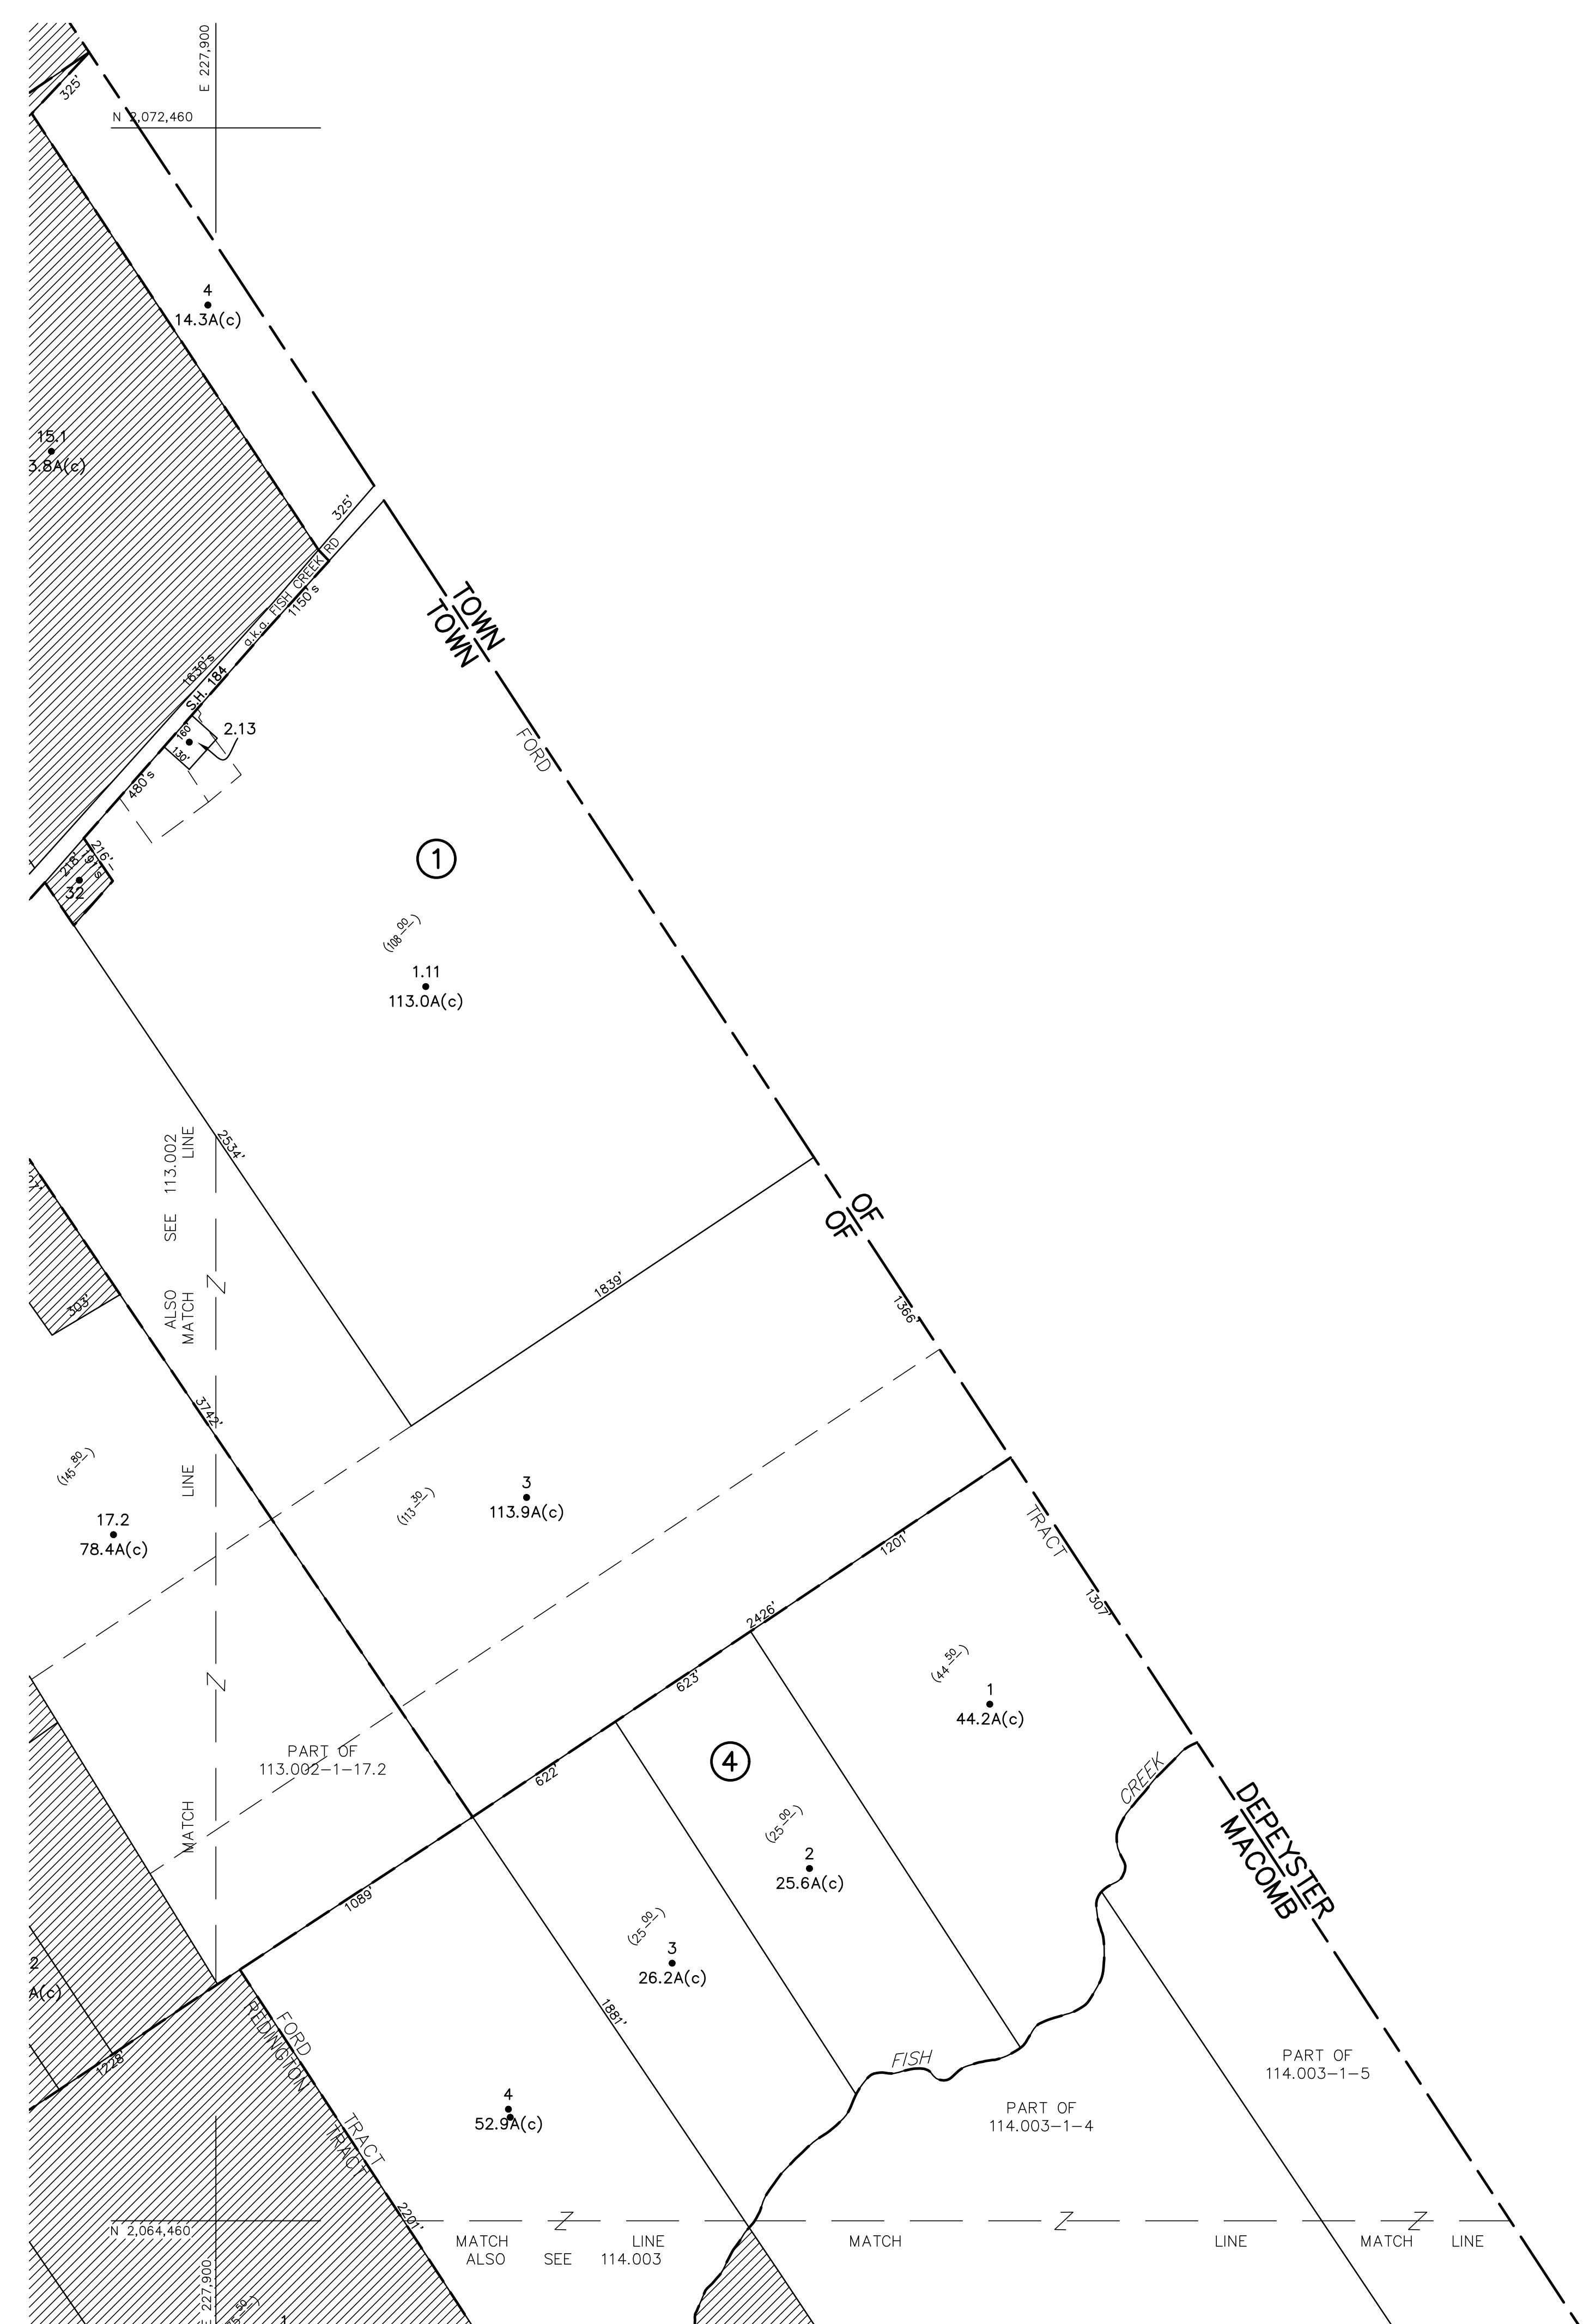 E 227,900
325'
N 2,072,460
4
14.3A(c)
15.1
3.8A(c)
325'
a.k.a. FISH CREEK RD
1150's
1630's
S.H. 184
TOWN
TOWN
160'
130'
2.13
FORD
480's
218'
216'
191's
32
1
(108.00)
1.11
113.0A(c)
2534'
ALSO SEE 113.002
MATCH LINE
OF
OF
303'
1839'
1366'
3742'
(145.80)
17.2
78.4A(c)
MATCH LINE
(113.30)
3
113.9A(c)
TRACT
1201'
2426'
1307'
623'
(44.50)
1
44.2A(c)
PART OF
113.002-1-17.2
622'
4
CREEK
DEPEYSTER
MACOMB
(25.00)
2
25.6A(c)
1089'
(25.00)
3
26.2A(c)
2
A(c)
1881'
FORD
REDINGTON
1228'
FISH
PART OF
114.003-1-5
PART OF
114.003-1-4
4
52.9A(c)
TRACT
TRACT
2201'
N 2,064,460
MATCH LINE
ALSO SEE 114.003
MATCH LINE
MATCH LINE
E 227,900
1